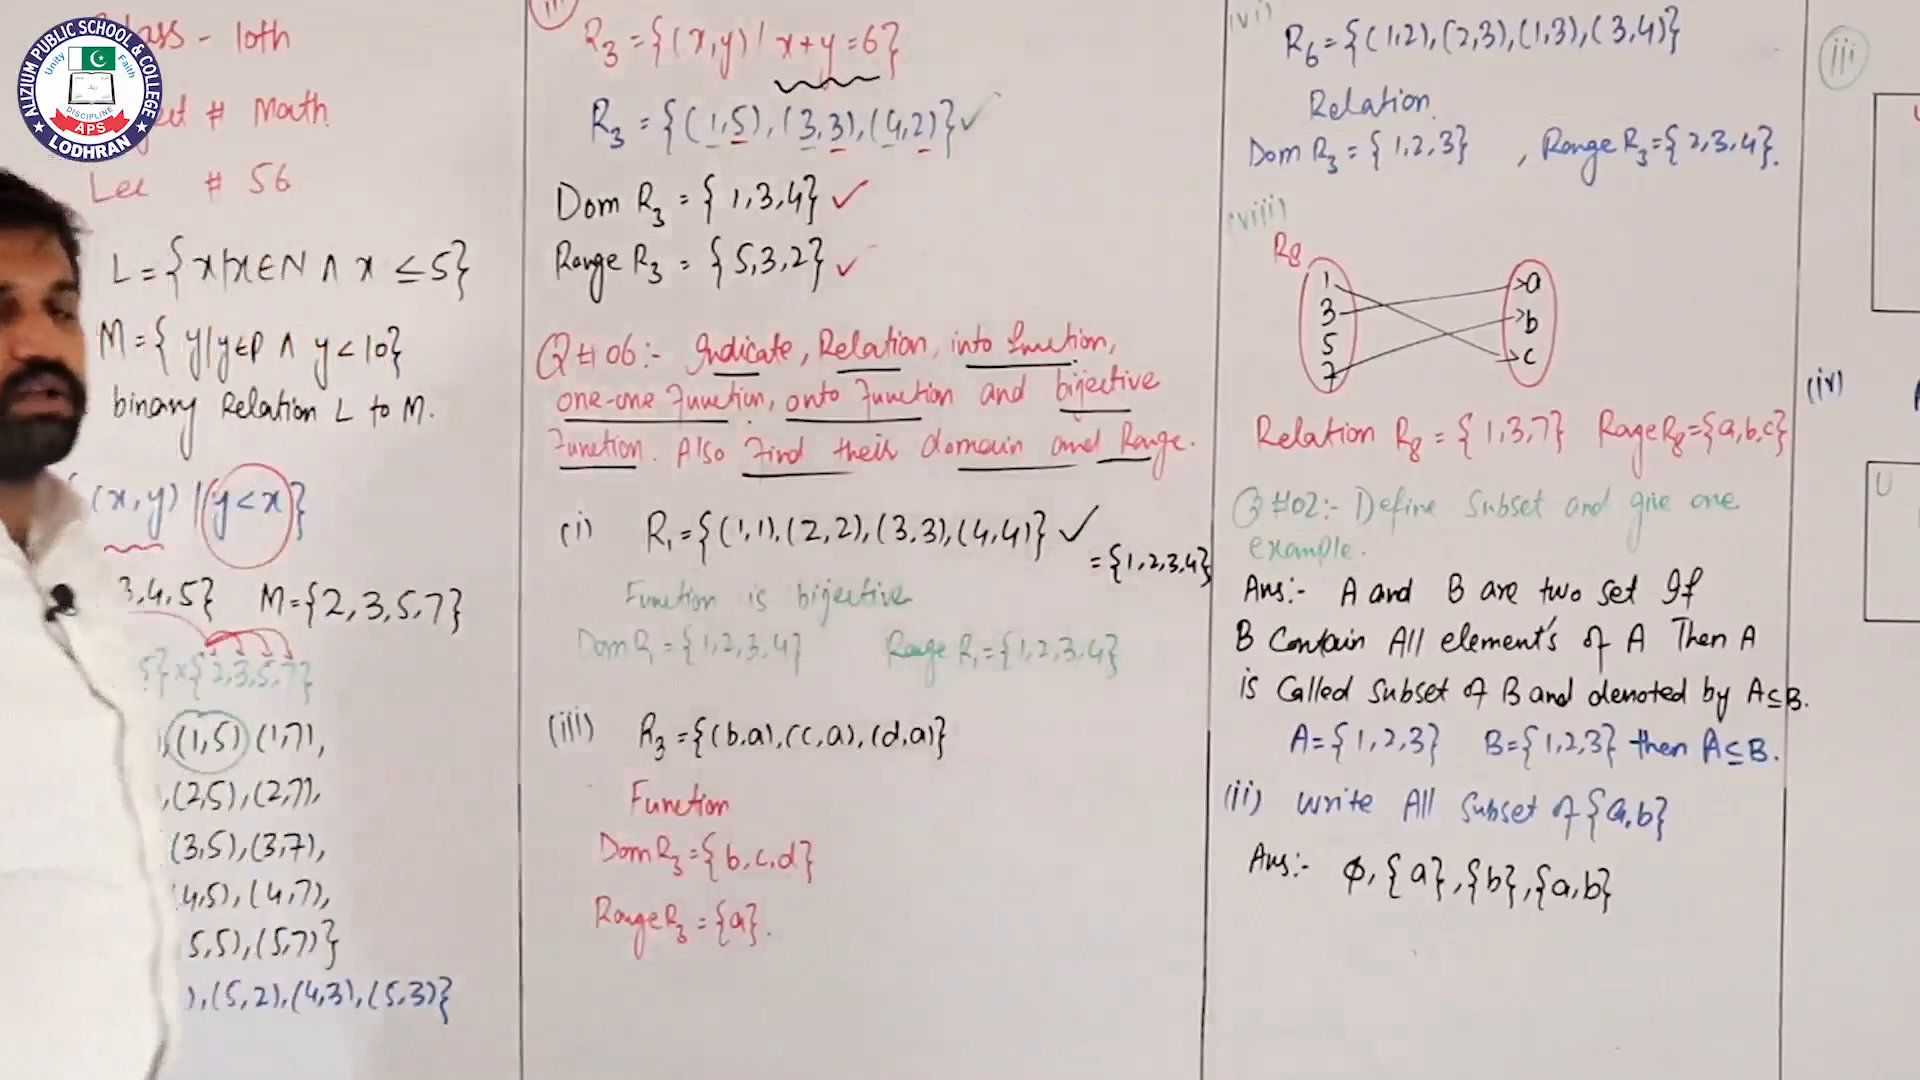 ALIZIUM PUBLIC SCHOOL & COLLEGE
Unity Faith
DISCIPLINE
APS
LODHRAN
ass - 10th
# Math
Lec # 56
L = {x|x∈N ∧ x ≤ 5}
M = { y|y∈P ∧ y < 10}
binary Relation L to M.
(x, y) | (y < x)}
3,4,5} M = {2,3,5,7}
5} x {2,3,5,7}
(1,5) (1,7),
,(2,5),(2,7),
(3,5),(3,7),
4,5),(4,7),
5,5),(5,7)}
),(5,2),(4,3),(5,3)}
R₃ = {(x,y) | x+y=6}
R₃ = {(1,5),(3,3),(4,2)} ✓
Dom R₃ = { 1,3,4} ✓
Range R₃ = { 5,3,2} ✓
Q # 06:- Indicate, Relation, into function,
one-one Function, onto Function and bijective
Function. Also Find their domain and Range.
(i) R₁ = {(1,1),(2,2),(3,3),(4,4)} ✓
= {1,2,3,4}
Function is bijective
Dom R₁ = {1,2,3,4} Range R₁ = {1,2,3,4}
(iii) R₃ = {(b,a),(c,a),(d,a)}
Function
Dom R₃ = { b,c,d}
Range R₃ = {a}.
(vi)
R₆ = {(1,2),(2,3),(1,3),(3,4)}
Relation
Dom R₃ = { 1,2,3} , Range R₃ = { 2,3,4}.
(viii)
R₈
1 a
3 b
5 c
7
Relation R₈ = { 1,3,7} Rage R₈ = {a,b,c}
Q #02:- Define Subset and give one
example.
Ans:- A and B are two set If
B Contain All element's of A Then A
is Called Subset of B and denoted by A⊆B.
A = {1,2,3} B = {1,2,3} then A⊆B.
(ii) Write All Subset of {a,b}
Ans:- ϕ, {a}, {b}, {a,b}
iii
(iv)
U